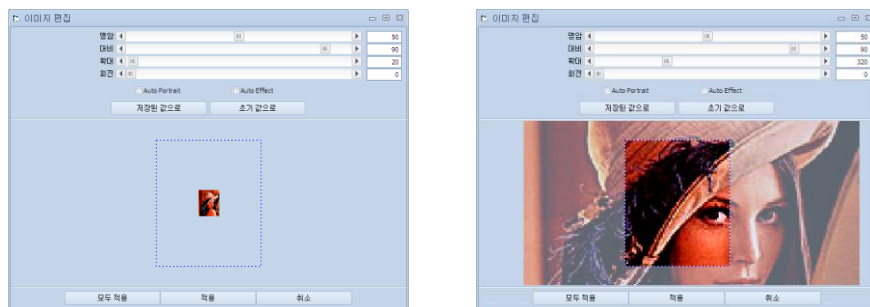 이미지 편집
명암 50
대비 90
확대 20
회전 0
Auto Portrait Auto Effect
저장된 값으로 초기 값으로
모두 적용 적용 취소
이미지 편집
명암 50
대비 90
확대 320
회전 0
Auto Portrait Auto Effect
저장된 값으로 초기 값으로
모두 적용 적용 취소